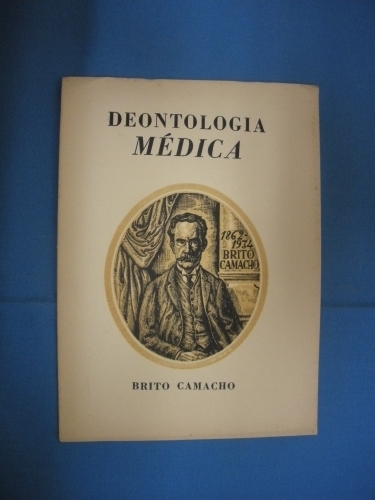 DEONTOLOGIA
MÉDICA
1862-
1934
BRITO
CAMACHO
BRITO CAMACHO